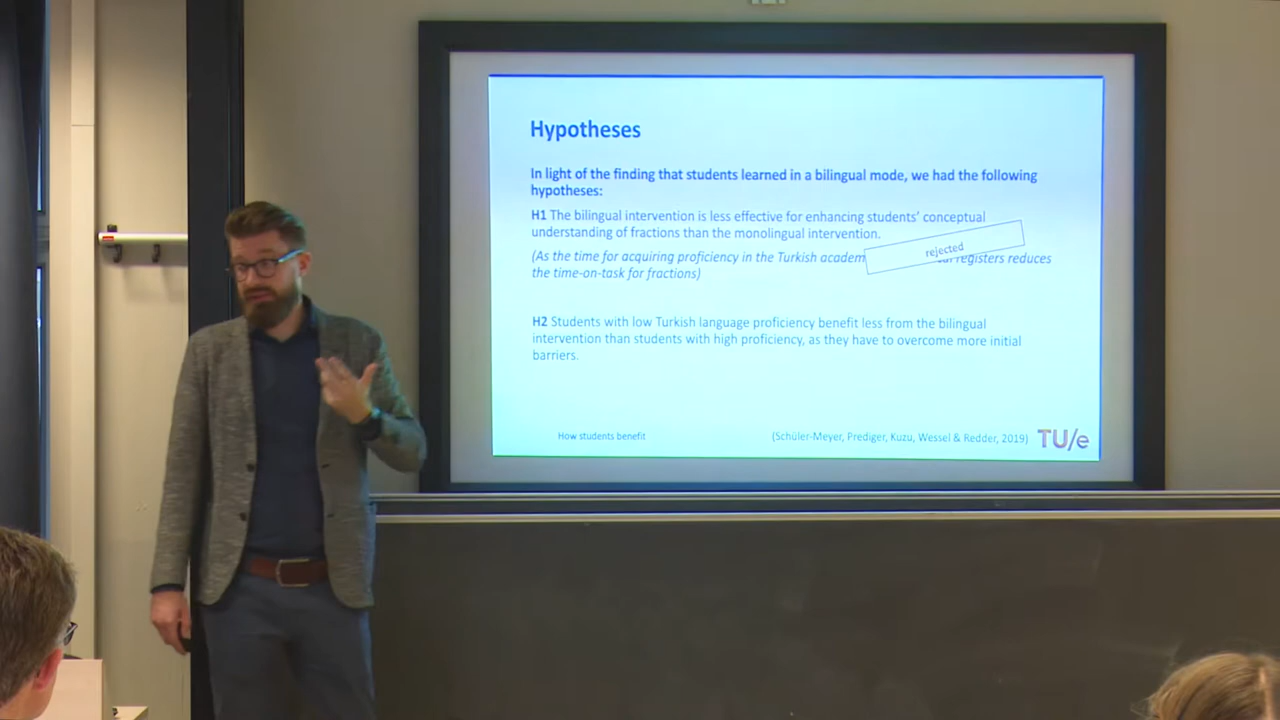 Hypotheses
In light of the finding that students learned in a bilingual mode, we had the following
hypotheses:
H1 The bilingual intervention is less effective for enhancing students' conceptual
understanding of fractions than the monolingual intervention.
rejected
(As the time for acquiring proficiency in the Turkish academ registers reduces
the time-on-task for fractions)
H2 Students with low Turkish language proficiency benefit less from the bilingual
intervention than students with high proficiency, as they have to overcome more initial
barriers.
How students benefit
(Schüler-Meyer, Prediger, Kuzu, Wessel & Redder, 2019)
TU/e